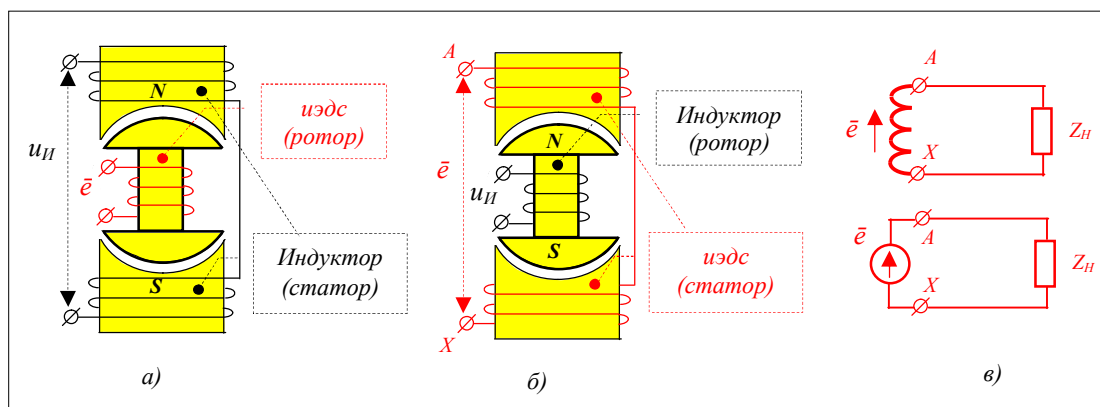 N
u_И
иэдс
(ротор)
ē
Индуктор
(статор)
S
а)
A
N
Индуктор
(ротор)
ē
u_И
S
иэдс
(статор)
X
б)
A
ē
Z_H
X
ē
A
Z_H
X
в)